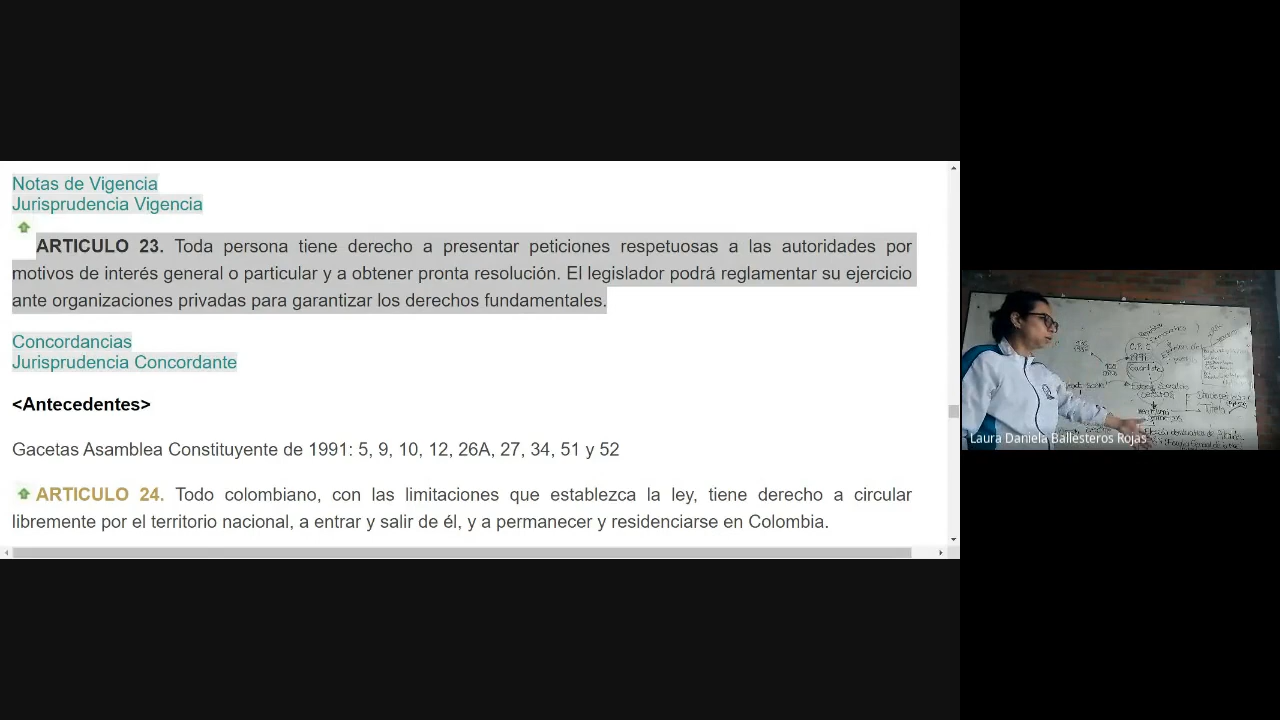 Notas de Vigencia
Jurisprudencia Vigencia
ARTICULO 23. Toda persona tiene derecho a presentar peticiones respetuosas a las autoridades por
motivos de interés general o particular y a obtener pronta resolución. El legislador podrá reglamentar su ejercicio
ante organizaciones privadas para garantizar los derechos fundamentales.
Concordancias
Jurisprudencia Concordante
<Antecedentes>
Gacetas Asamblea Constituyente de 1991: 5, 9, 10, 12, 26A, 27, 34, 51 y 52
ARTICULO 24. Todo colombiano, con las limitaciones que establezca la ley, tiene derecho a circular
libremente por el territorio nacional, a entrar y salir de él, y a permanecer y residenciarse en Colombia.
1991
Laura Daniela Ballesteros Rojas